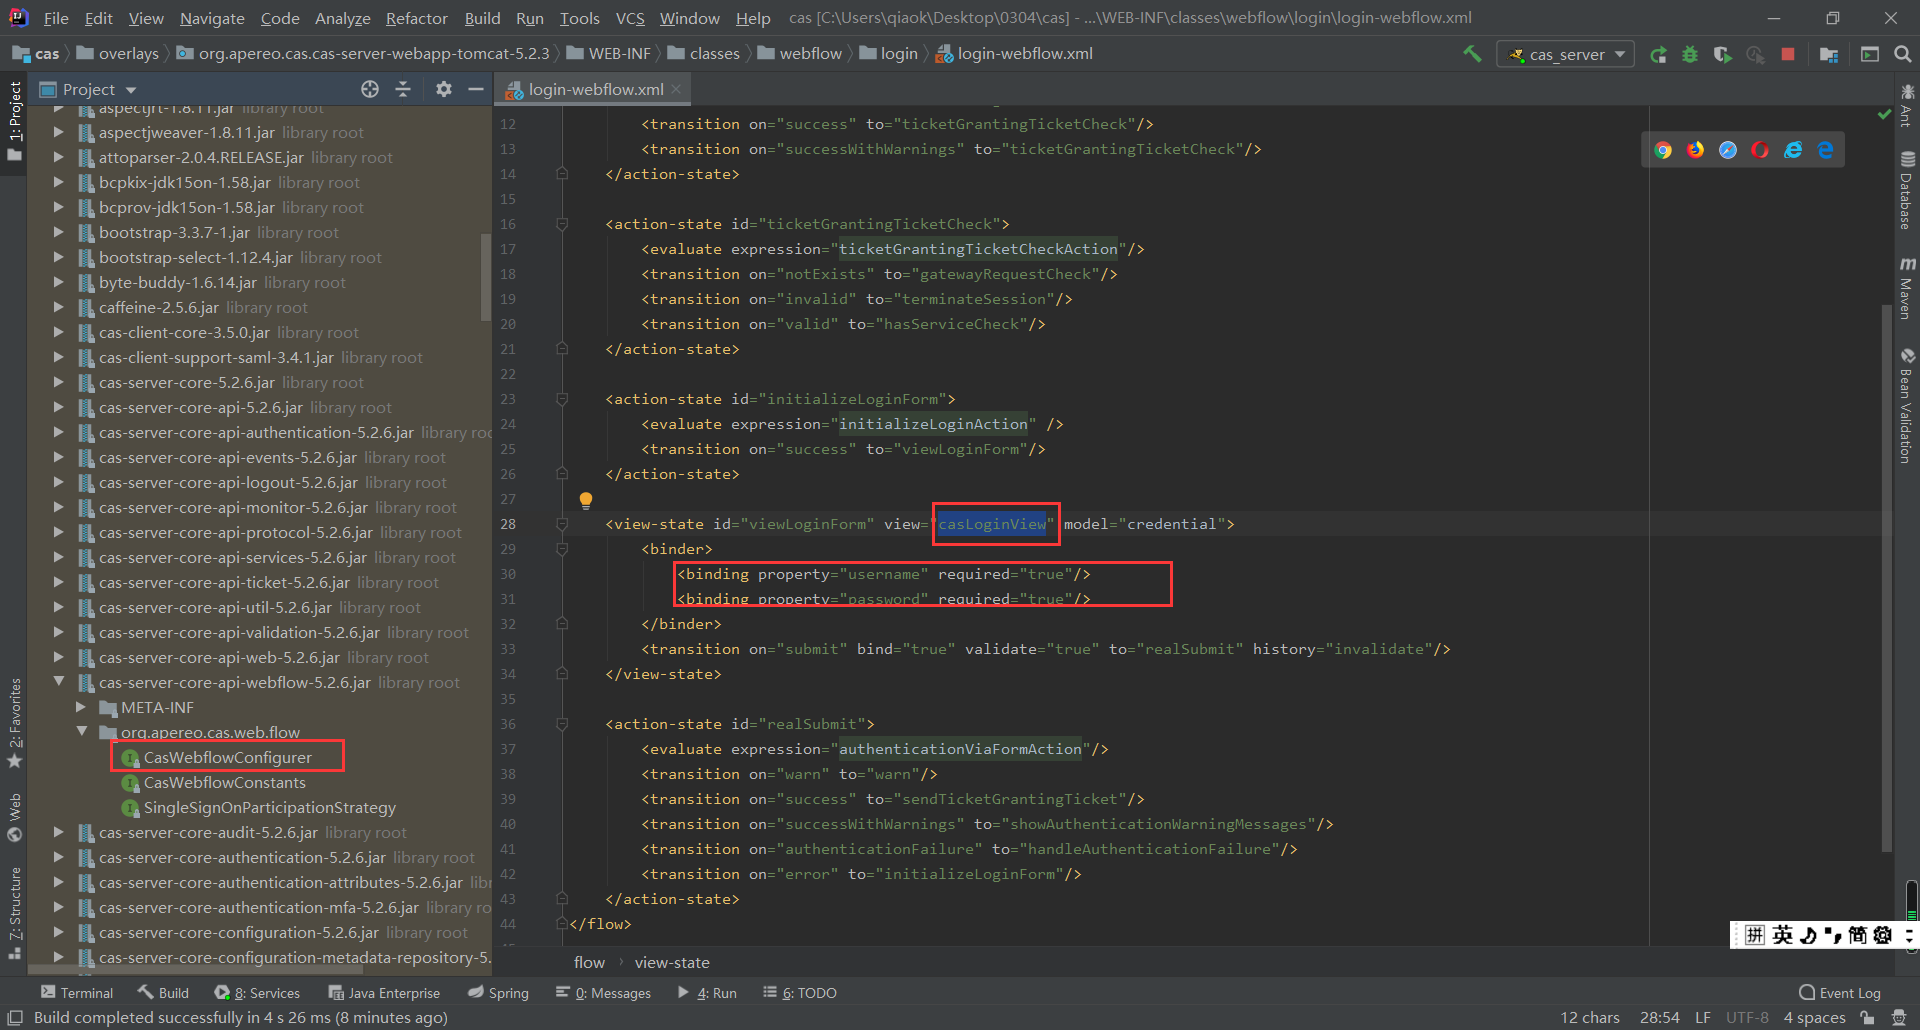 File Edit View Navigate Code Analyze Refactor Build Run Tools VCS Window Help cas [C:\Users\qiaok\Desktop\0304\cas] - ...\WEB-INF\classes\webflow\login\login-webflow.xml
cas overlays org.apereo.cas.cas-server-webapp-tomcat-5.2.3 WEB-INF classes webflow login login-webflow.xml
cas_server
Project
login-webflow.xml
1: Project
2: Favorites
Web
7: Structure
aspectjrt-1.8.11.jar library root
aspectjweaver-1.8.11.jar library root
attoparser-2.0.4.RELEASE.jar library root
bcpkix-jdk15on-1.58.jar library root
bcprov-jdk15on-1.58.jar library root
bootstrap-3.3.7-1.jar library root
bootstrap-select-1.12.4.jar library root
byte-buddy-1.6.14.jar library root
caffeine-2.5.6.jar library root
cas-client-core-3.5.0.jar library root
cas-client-support-saml-3.4.1.jar library root
cas-server-core-5.2.6.jar library root
cas-server-core-api-5.2.6.jar library root
cas-server-core-api-authentication-5.2.6.jar library roo
cas-server-core-api-events-5.2.6.jar library root
cas-server-core-api-logout-5.2.6.jar library root
cas-server-core-api-monitor-5.2.6.jar library root
cas-server-core-api-protocol-5.2.6.jar library root
cas-server-core-api-services-5.2.6.jar library root
cas-server-core-api-ticket-5.2.6.jar library root
cas-server-core-api-util-5.2.6.jar library root
cas-server-core-api-validation-5.2.6.jar library root
cas-server-core-api-web-5.2.6.jar library root
cas-server-core-api-webflow-5.2.6.jar library root
META-INF
org.apereo.cas.web.flow
CasWebflowConfigurer
CasWebflowConstants
SingleSignOnParticipationStrategy
cas-server-core-audit-5.2.6.jar library root
cas-server-core-authentication-5.2.6.jar library root
cas-server-core-authentication-attributes-5.2.6.jar libr
cas-server-core-authentication-mfa-5.2.6.jar library ro
cas-server-core-configuration-5.2.6.jar library root
cas-server-core-configuration-metadata-repository-5.
12 <transition on="success" to="ticketGrantingTicketCheck"/>
13 <transition on="successWithWarnings" to="ticketGrantingTicketCheck"/>
14 </action-state>
15
16 <action-state id="ticketGrantingTicketCheck">
17 <evaluate expression="ticketGrantingTicketCheckAction"/>
18 <transition on="notExists" to="gatewayRequestCheck"/>
19 <transition on="invalid" to="terminateSession"/>
20 <transition on="valid" to="hasServiceCheck"/>
21 </action-state>
22
23 <action-state id="initializeLoginForm">
24 <evaluate expression="initializeLoginAction" />
25 <transition on="success" to="viewLoginForm"/>
26 </action-state>
27
28 <view-state id="viewLoginForm" view="casLoginView" model="credential">
29 <binder>
30 <binding property="username" required="true"/>
31 <binding property="password" required="true"/>
32 </binder>
33 <transition on="submit" bind="true" validate="true" to="realSubmit" history="invalidate"/>
34 </view-state>
35
36 <action-state id="realSubmit">
37 <evaluate expression="authenticationViaFormAction"/>
38 <transition on="warn" to="warn"/>
39 <transition on="success" to="sendTicketGrantingTicket"/>
40 <transition on="successWithWarnings" to="showAuthenticationWarningMessages"/>
41 <transition on="authenticationFailure" to="handleAuthenticationFailure"/>
42 <transition on="error" to="initializeLoginForm"/>
43 </action-state>
44 </flow>
flow view-state
Ant
Database
Maven
Bean Validation
拼 英 简
Terminal Build 8: Services Java Enterprise Spring 0: Messages 4: Run 6: TODO Event Log
Build completed successfully in 4 s 26 ms (8 minutes ago) 12 chars 28:54 LF UTF-8 4 spaces